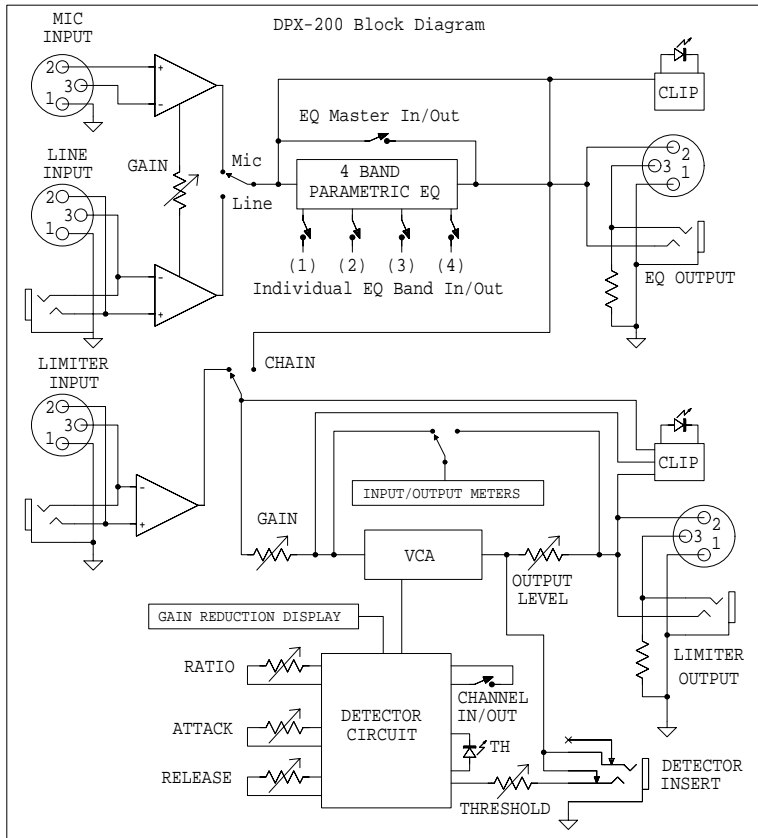 DPX-200 Block Diagram
MIC
INPUT
2
3
1
+
-
CLIP
EQ Master In/Out
LINE
INPUT
2
3
1
GAIN
Mic
Line
4 BAND
PARAMETRIC EQ
2
3
1
(1) (2) (3) (4)
Individual EQ Band In/Out
-
+
EQ OUTPUT
LIMITER
INPUT
CHAIN
2
3
1
-
+
CLIP
INPUT/OUTPUT METERS
GAIN
VCA
OUTPUT
LEVEL
2
3
1
GAIN REDUCTION DISPLAY
RATIO
ATTACK
RELEASE
DETECTOR
CIRCUIT
CHANNEL
IN/OUT
TH
THRESHOLD
LIMITER
OUTPUT
DETECTOR
INSERT